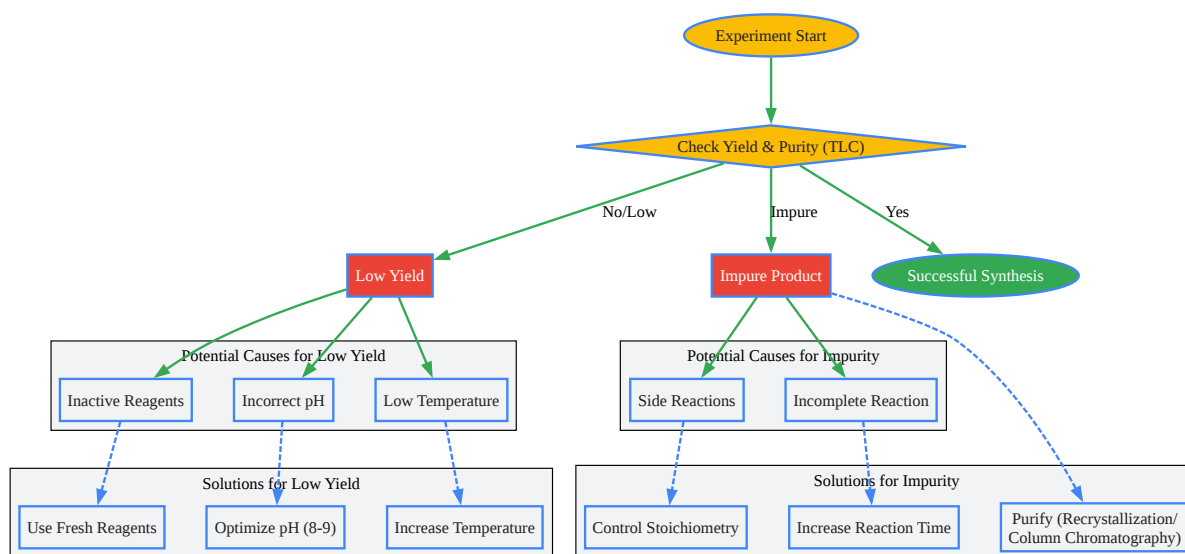 Experiment Start
Check Yield & Purity (TLC)
No/Low
Impure
Yes
Low Yield
Impure Product
Successful Synthesis
Potential Causes for Low Yield
Potential Causes for Impurity
Inactive Reagents
Incorrect pH
Low Temperature
Side Reactions
Incomplete Reaction
Solutions for Low Yield
Solutions for Impurity
Use Fresh Reagents
Optimize pH (8-9)
Increase Temperature
Control Stoichiometry
Increase Reaction Time
Purify (Recrystallization/
Column Chromatography)